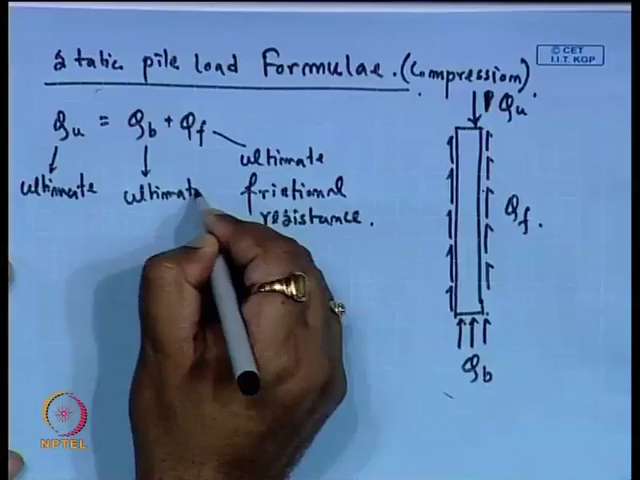 Static pile load Formulae. (Compression).
© CET
I.I.T. KGP
Qu
Qu = Qb + Qf
ultimate
ultimate
ultimate
frictional
resistance.
Qf.
Qb
NPTEL